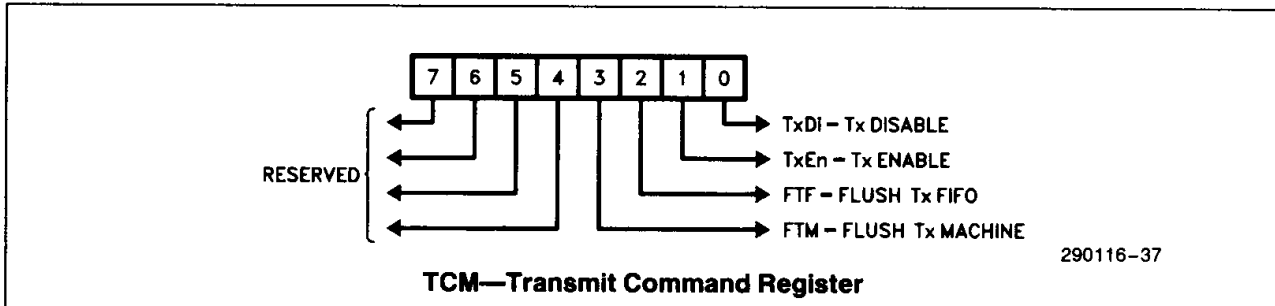 7 6 5 4 3 2 1 0
TxDi – Tx DISABLE
TxEn – Tx ENABLE
RESERVED
FTF – FLUSH Tx FIFO
FTM – FLUSH Tx MACHINE
290116–37
TCM—Transmit Command Register